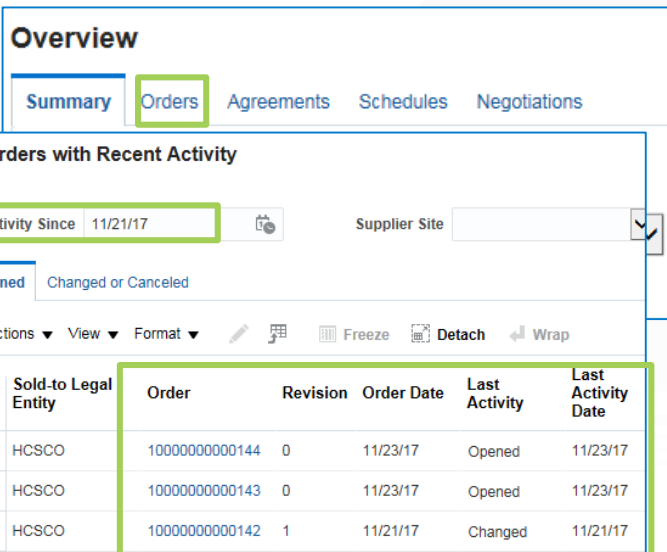 Overview
Summary Orders Agreements Schedules Negotiations
rders with Recent Activity
tivity Since 11/21/17 Supplier Site
ned Changed or Canceled
ctions View Format Freeze Detach Wrap
Sold-to Legal Entity Order Revision Order Date Last Activity Last Activity Date
HCSCO 10000000000144 0 11/23/17 Opened 11/23/17
HCSCO 10000000000143 0 11/23/17 Opened 11/23/17
HCSCO 10000000000142 1 11/21/17 Changed 11/21/17